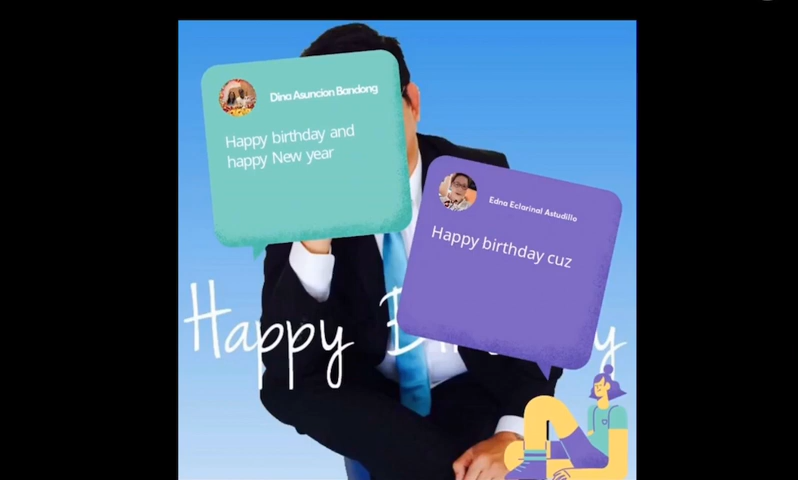 Dina Asuncion Bandong
Happy birthday and
happy New year
Edna Eclarinal Astudillo
Happy birthday cuz
Happy